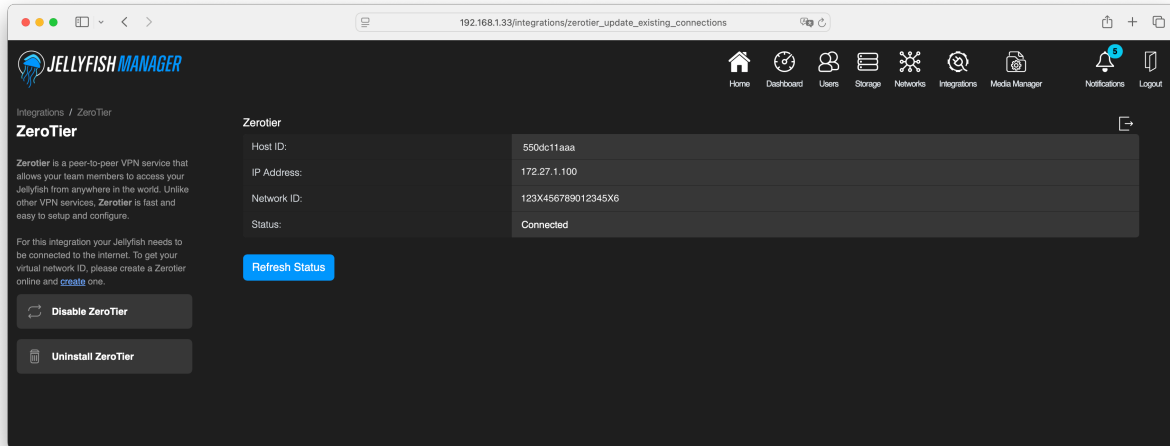 192.168.1.33/integrations/zerotier_update_existing_connections
JELLYFISH MANAGER
Home
Dashboard
Users
Storage
Networks
Integrations
Media Manager
5
Notifications
Logout
Integrations / ZeroTier
ZeroTier
Zerotier is a peer-to-peer VPN service that
allows your team members to access your
Jellyfish from anywhere in the world. Unlike
other VPN services, Zerotier is fast and
easy to setup and configure.
For this integration your Jellyfish needs to
be connected to the internet. To get your
virtual network ID, please create a Zerotier
online and create one.
Disable ZeroTier
Uninstall ZeroTier
Zerotier
Host ID: 550dc11aaa
IP Address: 172.27.1.100
Network ID: 123X456789012345X6
Status: Connected
Refresh Status